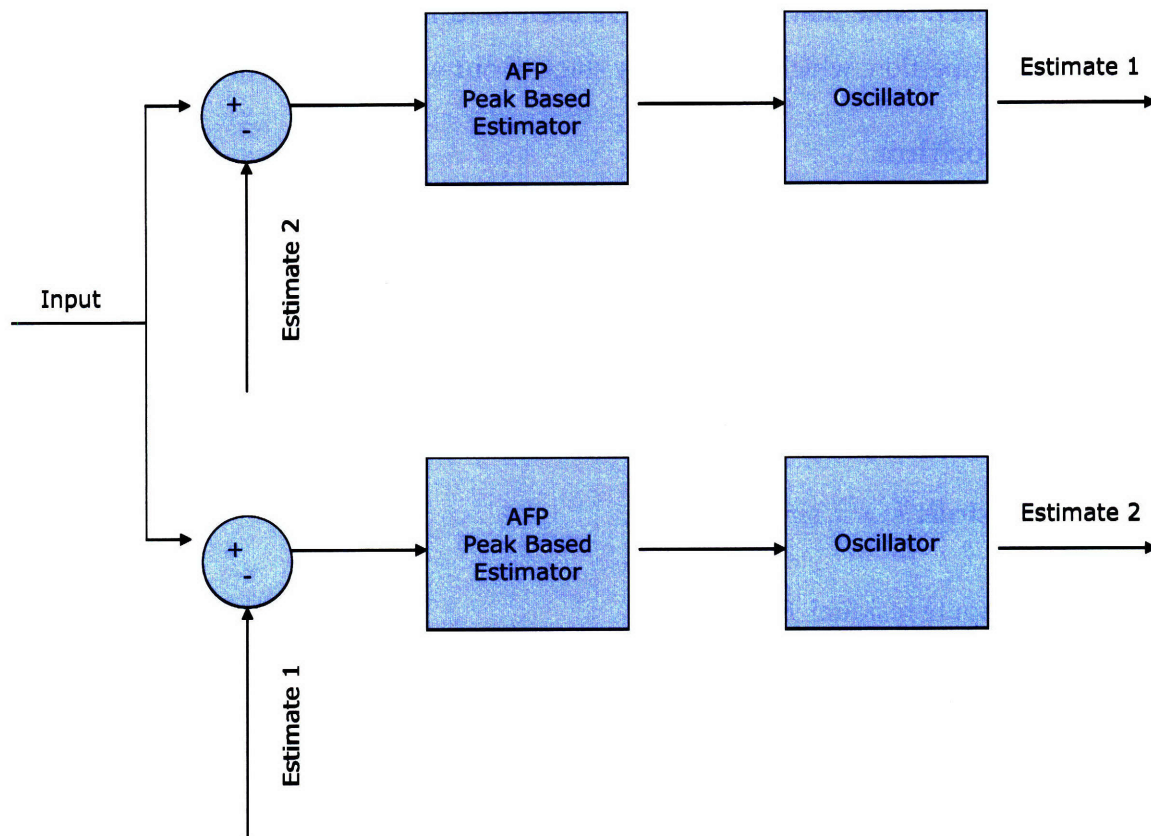 AFP
Peak Based
Estimator
Oscillator
Estimate 1
+
-
Estimate 2
Input
AFP
Peak Based
Estimator
Oscillator
Estimate 2
+
-
Estimate 1